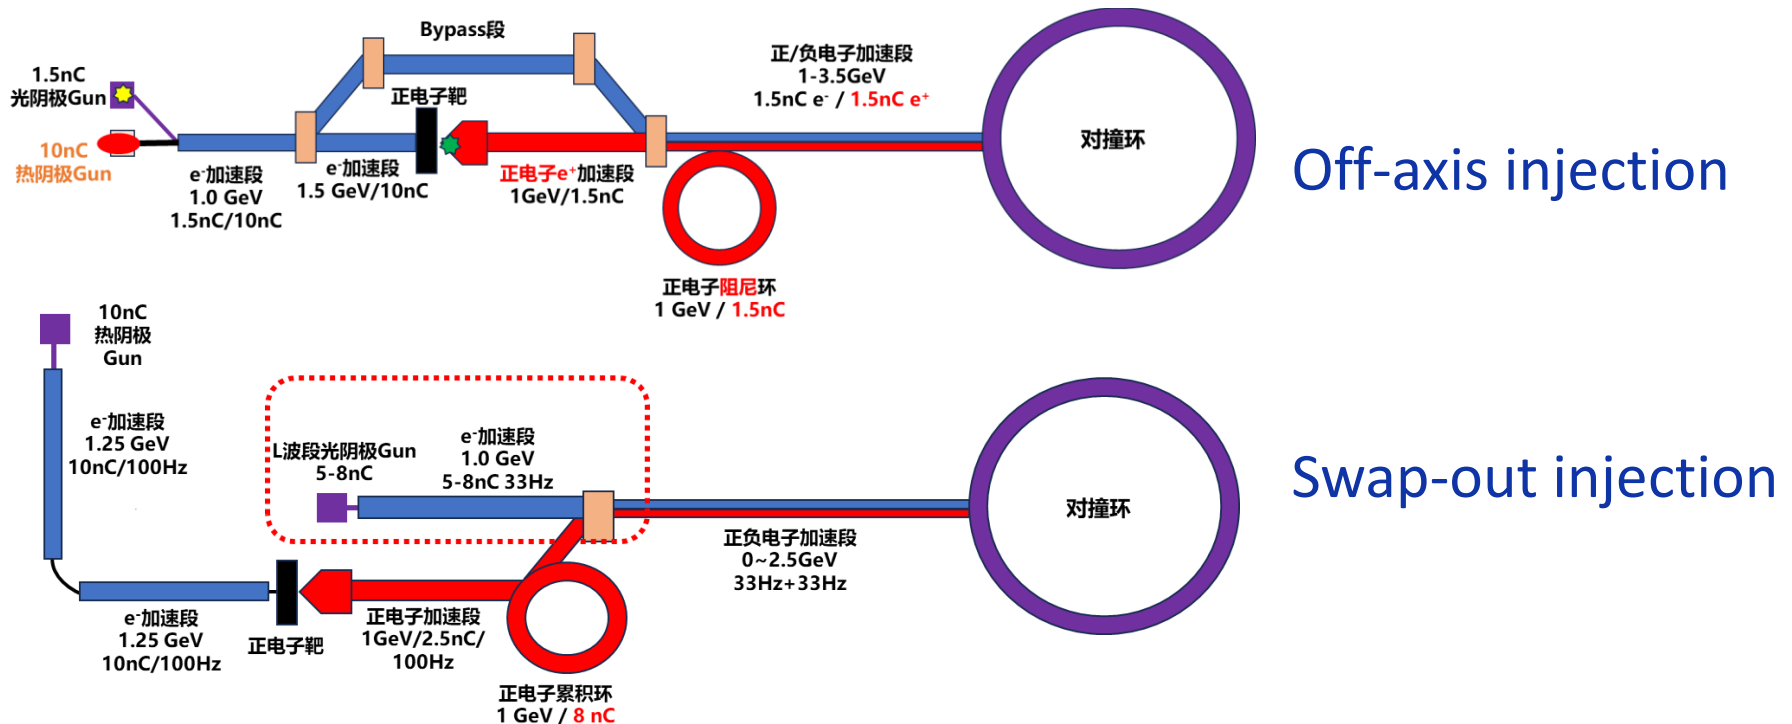 Bypass段
正/负电子加速段
1-3.5GeV
1.5nC e⁻ / 1.5nC e⁺
1.5nC
光阴极Gun
正电子靶
10nC
热阴极Gun
e⁻加速段
1.0 GeV
1.5nC/10nC
e⁻加速段
1.5 GeV/10nC
正电子e⁺加速段
1GeV/1.5nC
对撞环
Off-axis injection
正电子阻尼环
1 GeV / 1.5nC
10nC
热阴极
Gun
e⁻加速段
1.25 GeV
10nC/100Hz
L波段光阴极Gun
5-8nC
e⁻加速段
1.0 GeV
5-8nC 33Hz
对撞环
Swap-out injection
正负电子加速段
0~2.5GeV
33Hz+33Hz
e⁻加速段
1.25 GeV
10nC/100Hz
正电子靶
正电子加速段
1GeV/2.5nC/
100Hz
正电子累积环
1 GeV / 8 nC